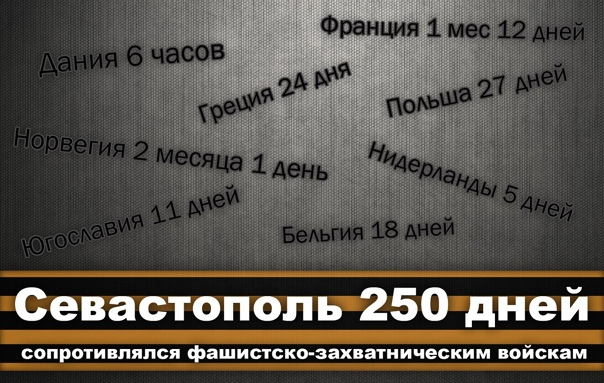 Франция 1 мес 12 дней
Дания 6 часов
Греция 24 дня
Польша 27 дней
Норвегия 2 месяца 1 день
Нидерланды 5 дней
Югославия 11 дней
Бельгия 18 дней
Севастополь 250 дней
сопротивлялся фашистско-захватническим войскам